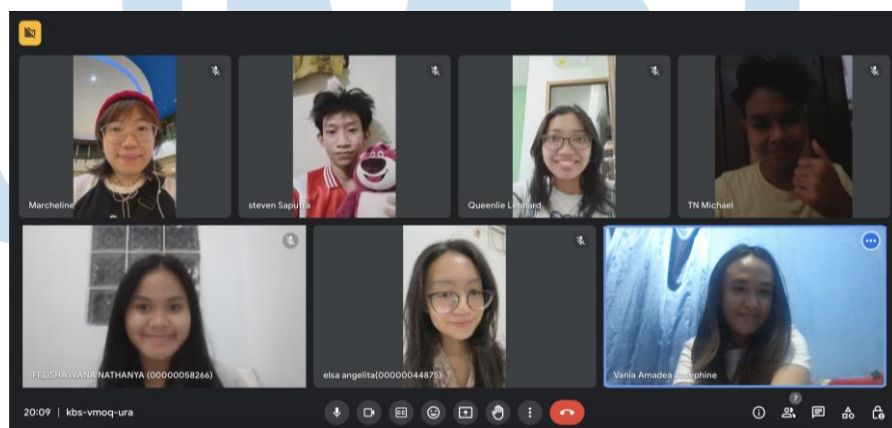 Marcheline
steven Saputra
Queenlie Leonard
TN Michael
FELISHA IVANA NATHANYA (00000058266)
elsa angelita(00000044875)
Vania Amadea Josephine
20:09 | kbs-vmoq-ura
7